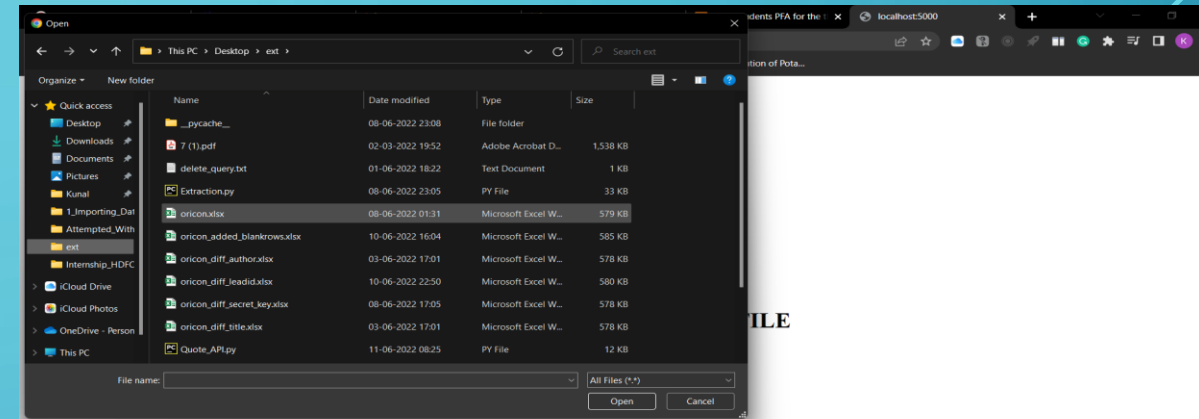 Open
dents PFA for the t
localhost:5000
This PC > Desktop > ext >
Search ext
tion of Pota...
Organize
New folder
Name
Date modified
Type
Size
Quick access
Desktop
Downloads
Documents
Pictures
Kunal
1_Importing_Dat
Attempted_With
ext
Internship_HDFC
iCloud Drive
iCloud Photos
OneDrive - Person
This PC
__pycache__ 08-06-2022 23:08 File folder
7 (1).pdf 02-03-2022 19:52 Adobe Acrobat D... 1,538 KB
delete_query.txt 01-06-2022 18:22 Text Document 1 KB
Extraction.py 08-06-2022 23:05 PY File 33 KB
oricon.xlsx 08-06-2022 01:31 Microsoft Excel W... 579 KB
oricon_added_blankrows.xlsx 10-06-2022 16:04 Microsoft Excel W... 585 KB
oricon_diff_author.xlsx 03-06-2022 17:01 Microsoft Excel W... 578 KB
oricon_diff_leadid.xlsx 10-06-2022 22:50 Microsoft Excel W... 580 KB
oricon_diff_secret_key.xlsx 08-06-2022 17:05 Microsoft Excel W... 578 KB
oricon_diff_title.xlsx 03-06-2022 17:01 Microsoft Excel W... 578 KB
Quote_API.py 11-06-2022 08:25 PY File 12 KB
ILE
File name:
All Files (*.*)
Open
Cancel
K